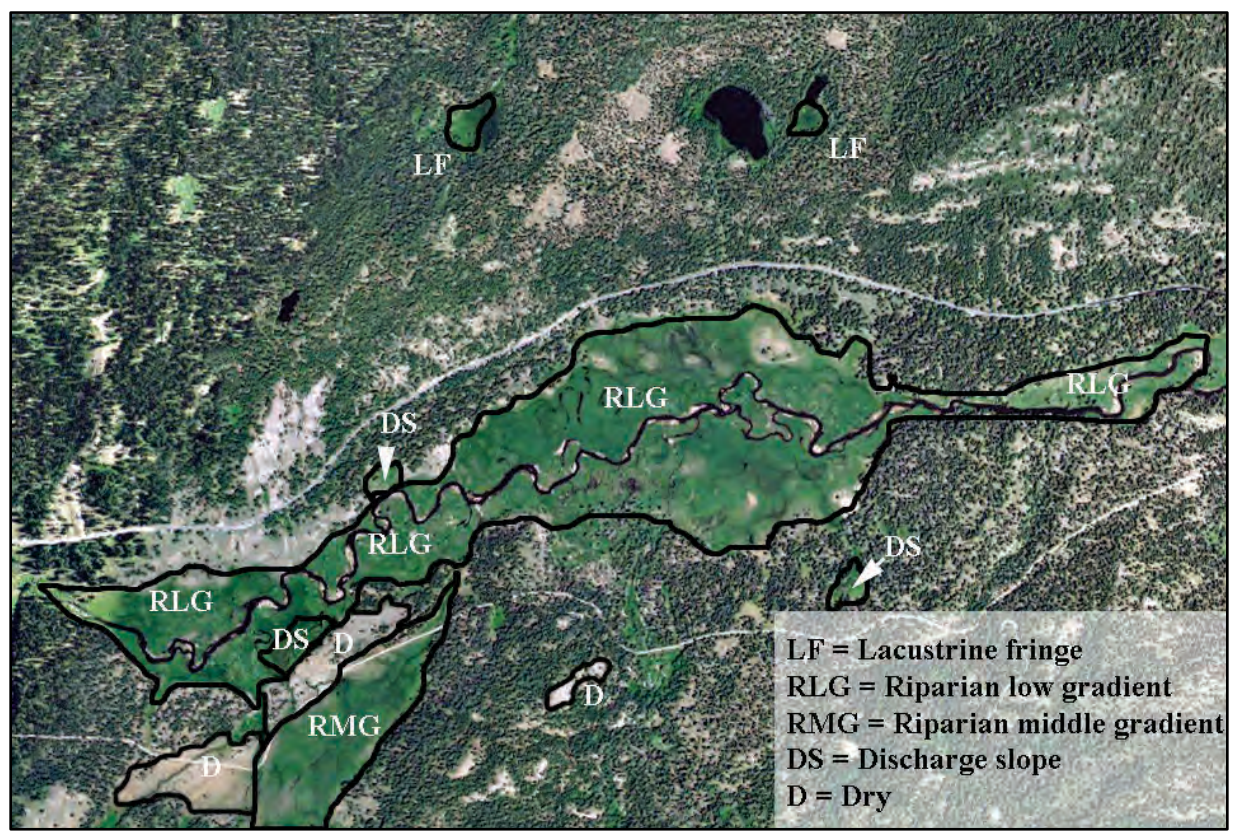 LF
LF
RLG
RLG
DS
RLG
DS
RLG
DS
D
D
RMG
D
LF = Lacustrine fringe
RLG = Riparian low gradient
RMG = Riparian middle gradient
DS = Discharge slope
D = Dry